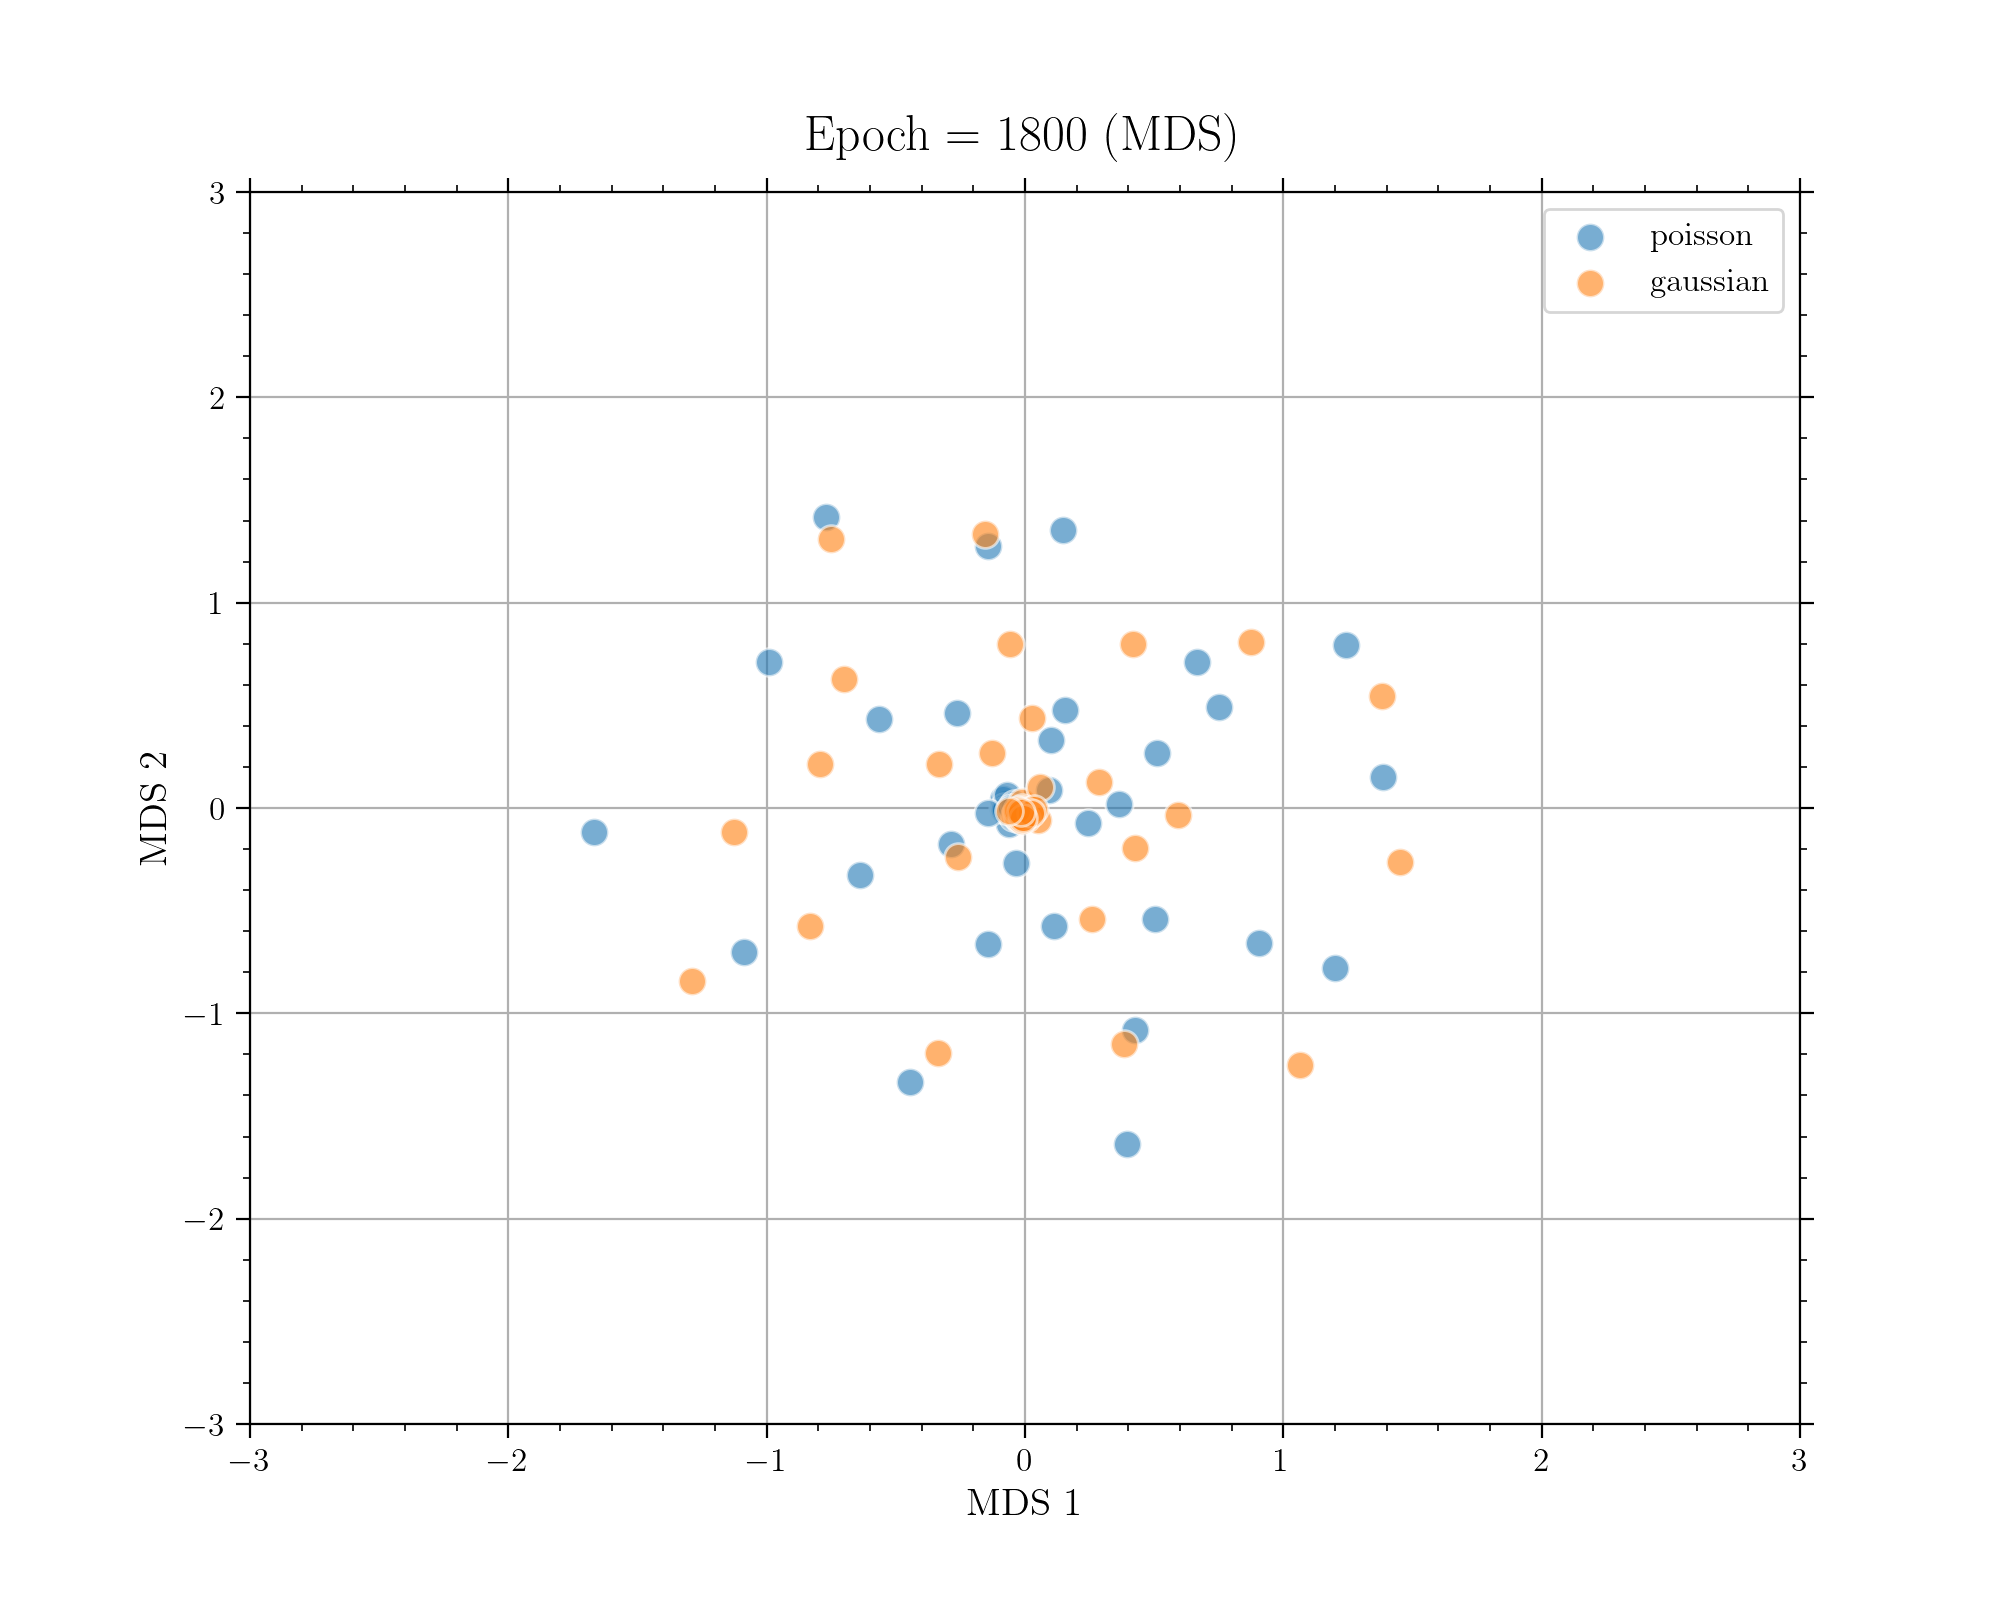 Epoch = 1800 (MDS)
3
2
1
0
−1
−2
−3
MDS 2
poisson
gaussian
−3 −2 −1 0 1 2 3
MDS 1